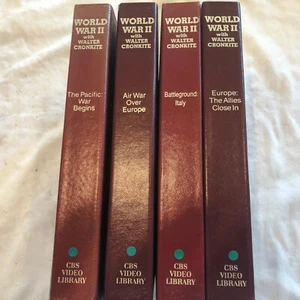 WORLD
WAR II
with
WALTER
CRONKITE
The Pacific:
War
Begins
CBS
VIDEO
LIBRARY
WORLD
WAR II
with
WALTER
CRONKITE
Air War
Over
Europe
CBS
VIDEO
LIBRARY
WORLD
WAR II
with
WALTER
CRONKITE
Battleground:
Italy
CBS
VIDEO
LIBRARY
WORLD
WAR II
with
WALTER
CRONKITE
Europe:
The Allies
Close In
CBS
VIDEO
LIBRARY